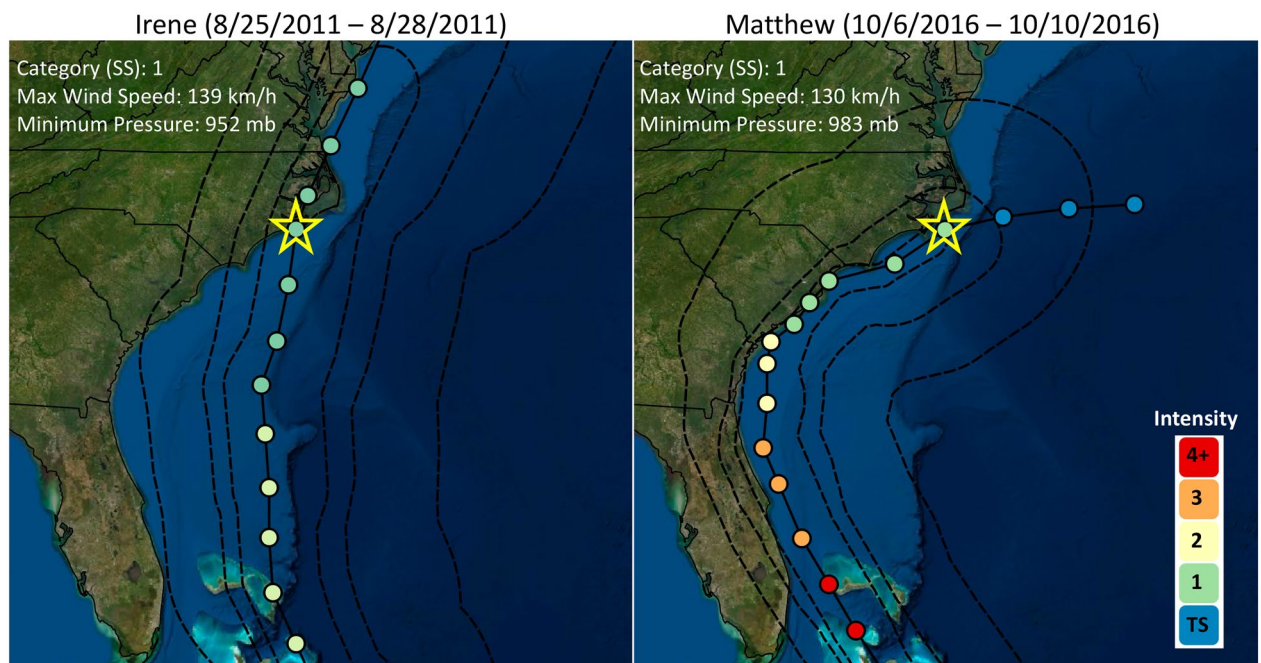 Irene (8/25/2011 – 8/28/2011)
Category (SS): 1
Max Wind Speed: 139 km/h
Minimum Pressure: 952 mb
Matthew (10/6/2016 – 10/10/2016)
Category (SS): 1
Max Wind Speed: 130 km/h
Minimum Pressure: 983 mb
Intensity
4+
3
2
1
TS